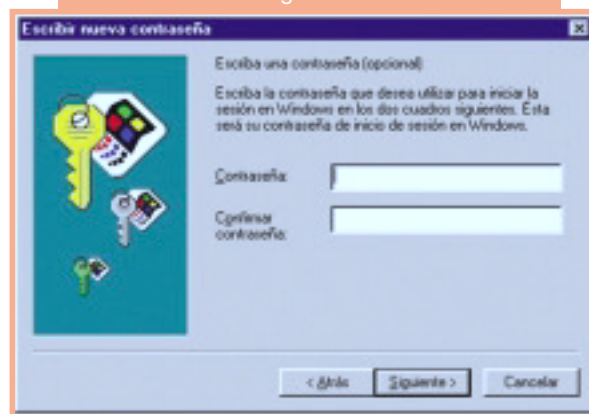 Escribir nueva contraseña
Escriba una contraseña (opcional)
Escriba la contraseña que desea utilizar para iniciar la
sesión en Windows en los dos cuadros siguientes. Esta
será su contraseña de inicio de sesión en Windows.
Contraseña:
Confirmar
contraseña:
< Atrás
Siguiente >
Cancelar